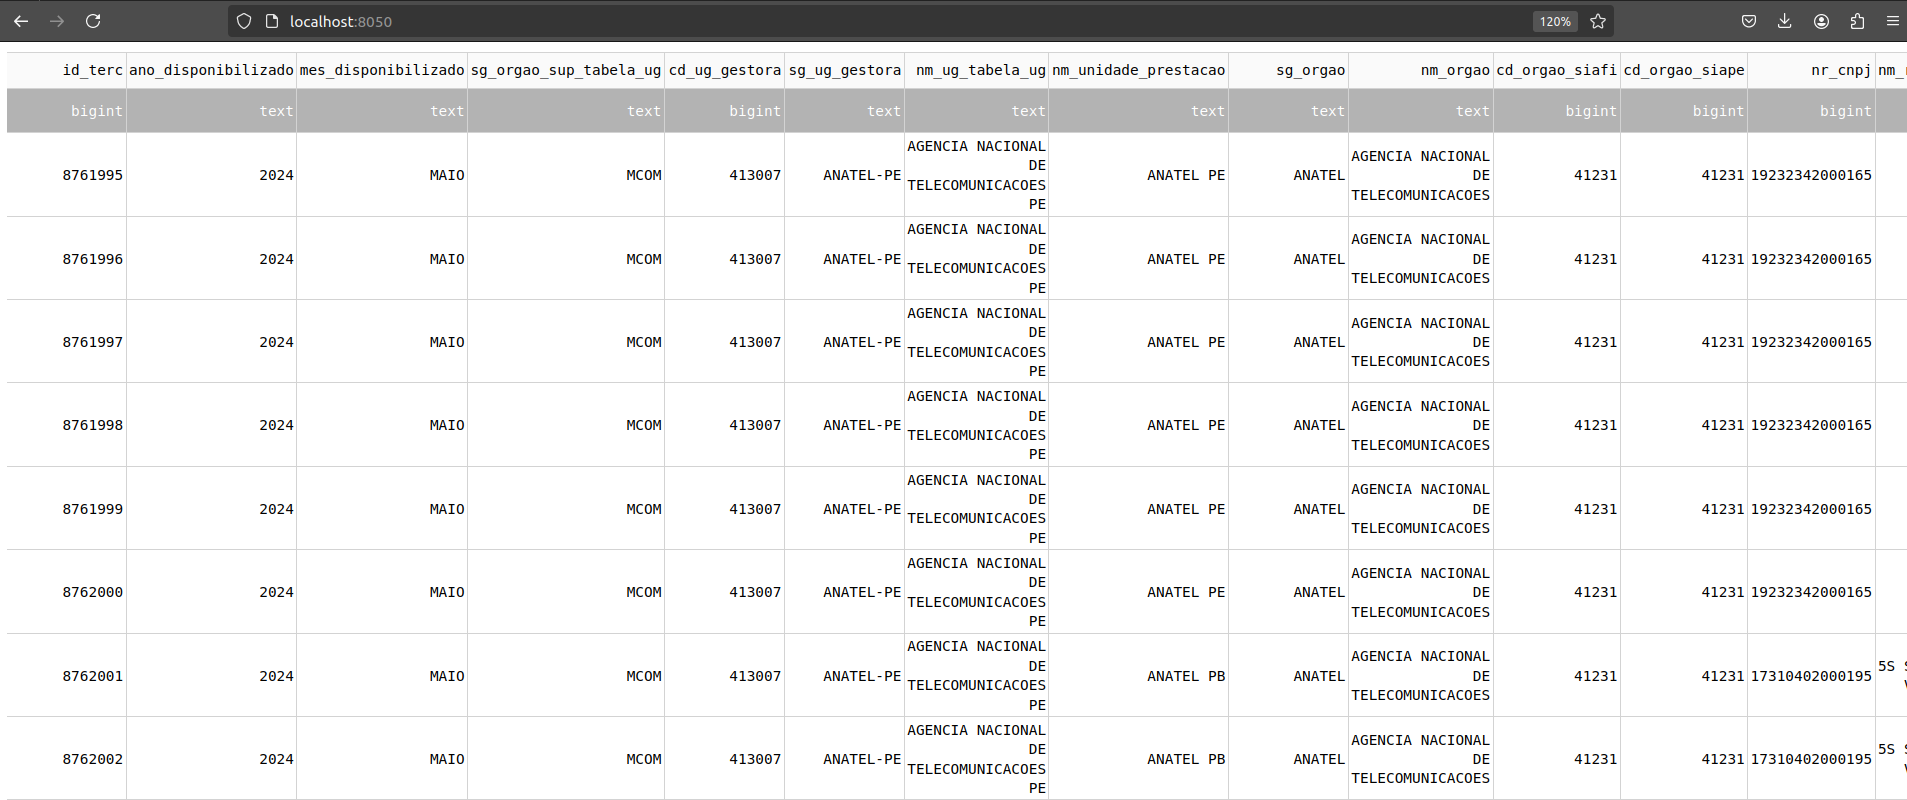 localhost:8050 120%
id_terc ano_disponibilizado mes_disponibilizado sg_orgao_sup_tabela_ug cd_ug_gestora sg_ug_gestora nm_ug_tabela_ug nm_unidade_prestacao sg_orgao nm_orgao cd_orgao_siafi cd_orgao_siape nr_cnpj
bigint text text text bigint text text text text text bigint bigint bigint
8761995 2024 MAIO MCOM 413007 ANATEL-PE AGENCIA NACIONAL DE TELECOMUNICACOES PE ANATEL PE ANATEL AGENCIA NACIONAL DE TELECOMUNICACOES 41231 41231 19232342000165
8761996 2024 MAIO MCOM 413007 ANATEL-PE AGENCIA NACIONAL DE TELECOMUNICACOES PE ANATEL PE ANATEL AGENCIA NACIONAL DE TELECOMUNICACOES 41231 41231 19232342000165
8761997 2024 MAIO MCOM 413007 ANATEL-PE AGENCIA NACIONAL DE TELECOMUNICACOES PE ANATEL PE ANATEL AGENCIA NACIONAL DE TELECOMUNICACOES 41231 41231 19232342000165
8761998 2024 MAIO MCOM 413007 ANATEL-PE AGENCIA NACIONAL DE TELECOMUNICACOES PE ANATEL PE ANATEL AGENCIA NACIONAL DE TELECOMUNICACOES 41231 41231 19232342000165
8761999 2024 MAIO MCOM 413007 ANATEL-PE AGENCIA NACIONAL DE TELECOMUNICACOES PE ANATEL PE ANATEL AGENCIA NACIONAL DE TELECOMUNICACOES 41231 41231 19232342000165
8762000 2024 MAIO MCOM 413007 ANATEL-PE AGENCIA NACIONAL DE TELECOMUNICACOES PE ANATEL PE ANATEL AGENCIA NACIONAL DE TELECOMUNICACOES 41231 41231 19232342000165
8762001 2024 MAIO MCOM 413007 ANATEL-PE AGENCIA NACIONAL DE TELECOMUNICACOES PE ANATEL PB ANATEL AGENCIA NACIONAL DE TELECOMUNICACOES 41231 41231 17310402000195 5S
8762002 2024 MAIO MCOM 413007 ANATEL-PE AGENCIA NACIONAL DE TELECOMUNICACOES PE ANATEL PB ANATEL AGENCIA NACIONAL DE TELECOMUNICACOES 41231 41231 17310402000195 5S